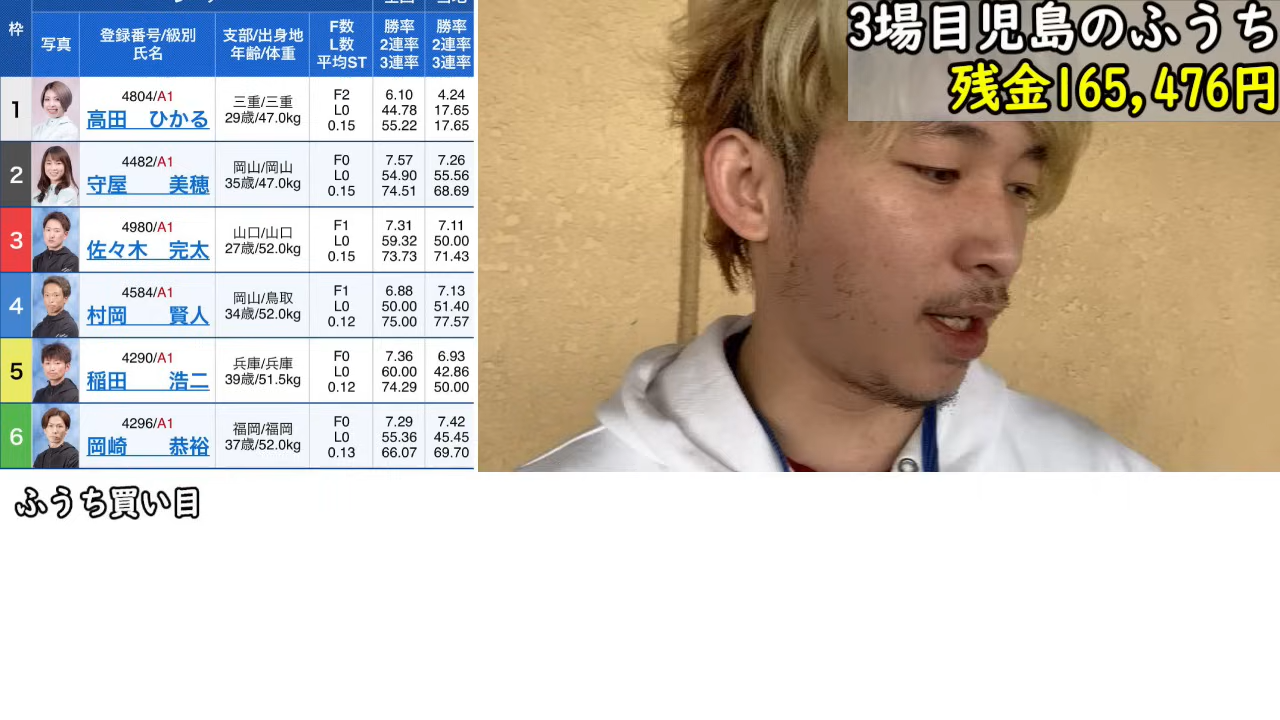 枠 写真 登録番号/級別 氏名 支部/出身地 年齢/体重 F数 L数 平均ST 勝率 2連率 3連率 勝率 2連率 3連率
1 4804/A1 高田 ひかる 三重/三重 29歳/47.0kg F2 L0 0.15 6.10 44.78 55.22 4.24 17.65 17.65
2 4482/A1 守屋 美穂 岡山/岡山 35歳/47.0kg F0 L0 0.15 7.57 54.90 74.51 7.26 55.56 68.69
3 4980/A1 佐々木 完太 山口/山口 27歳/52.0kg F1 L0 0.15 7.31 59.32 73.73 7.11 50.00 71.43
4 4584/A1 村岡 賢人 岡山/鳥取 34歳/52.0kg F1 L0 0.12 6.88 50.00 75.00 7.13 51.40 77.57
5 4290/A1 稲田 浩二 兵庫/兵庫 39歳/51.5kg F0 L0 0.12 7.36 60.00 74.29 6.93 42.86 50.00
6 4296/A1 岡崎 恭裕 福岡/福岡 37歳/52.0kg F0 L0 0.13 7.29 55.36 66.07 7.42 45.45 69.70
3場目児島のふうち
残金165,476円
ふうち買い目